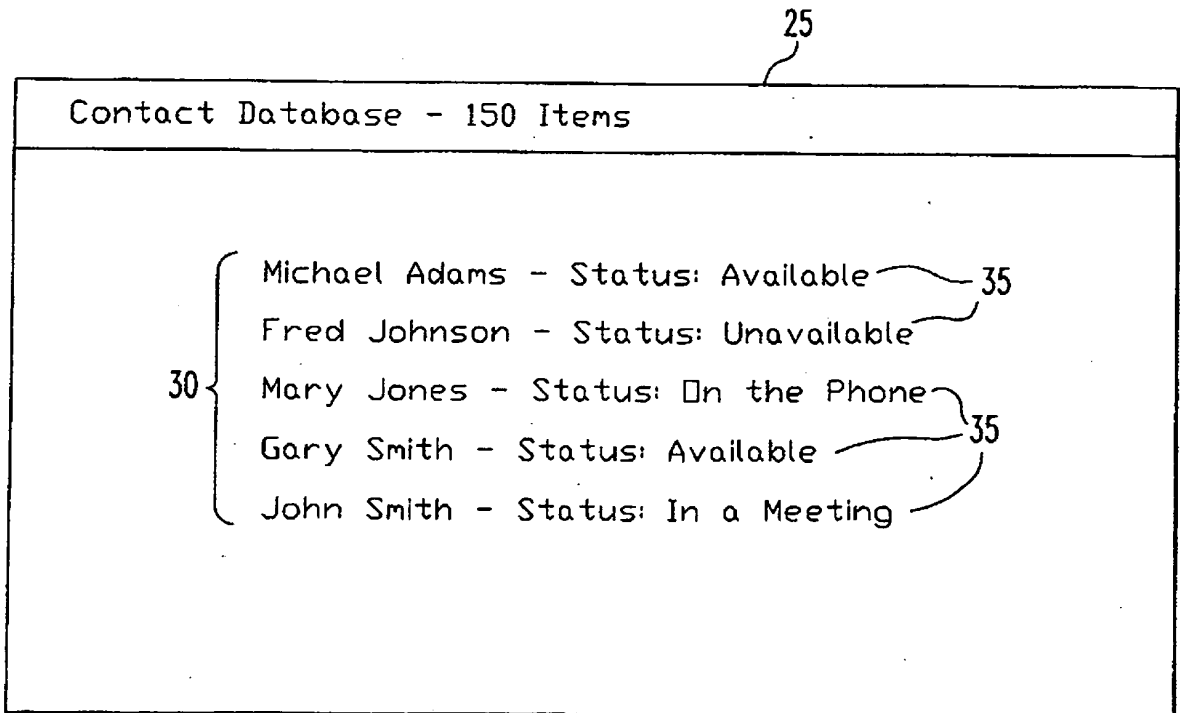 25
Contact Database - 150 Items
Michael Adams - Status: Available
35
Fred Johnson - Status: Unavailable
30
Mary Jones - Status: On the Phone
35
Gary Smith - Status: Available
John Smith - Status: In a Meeting